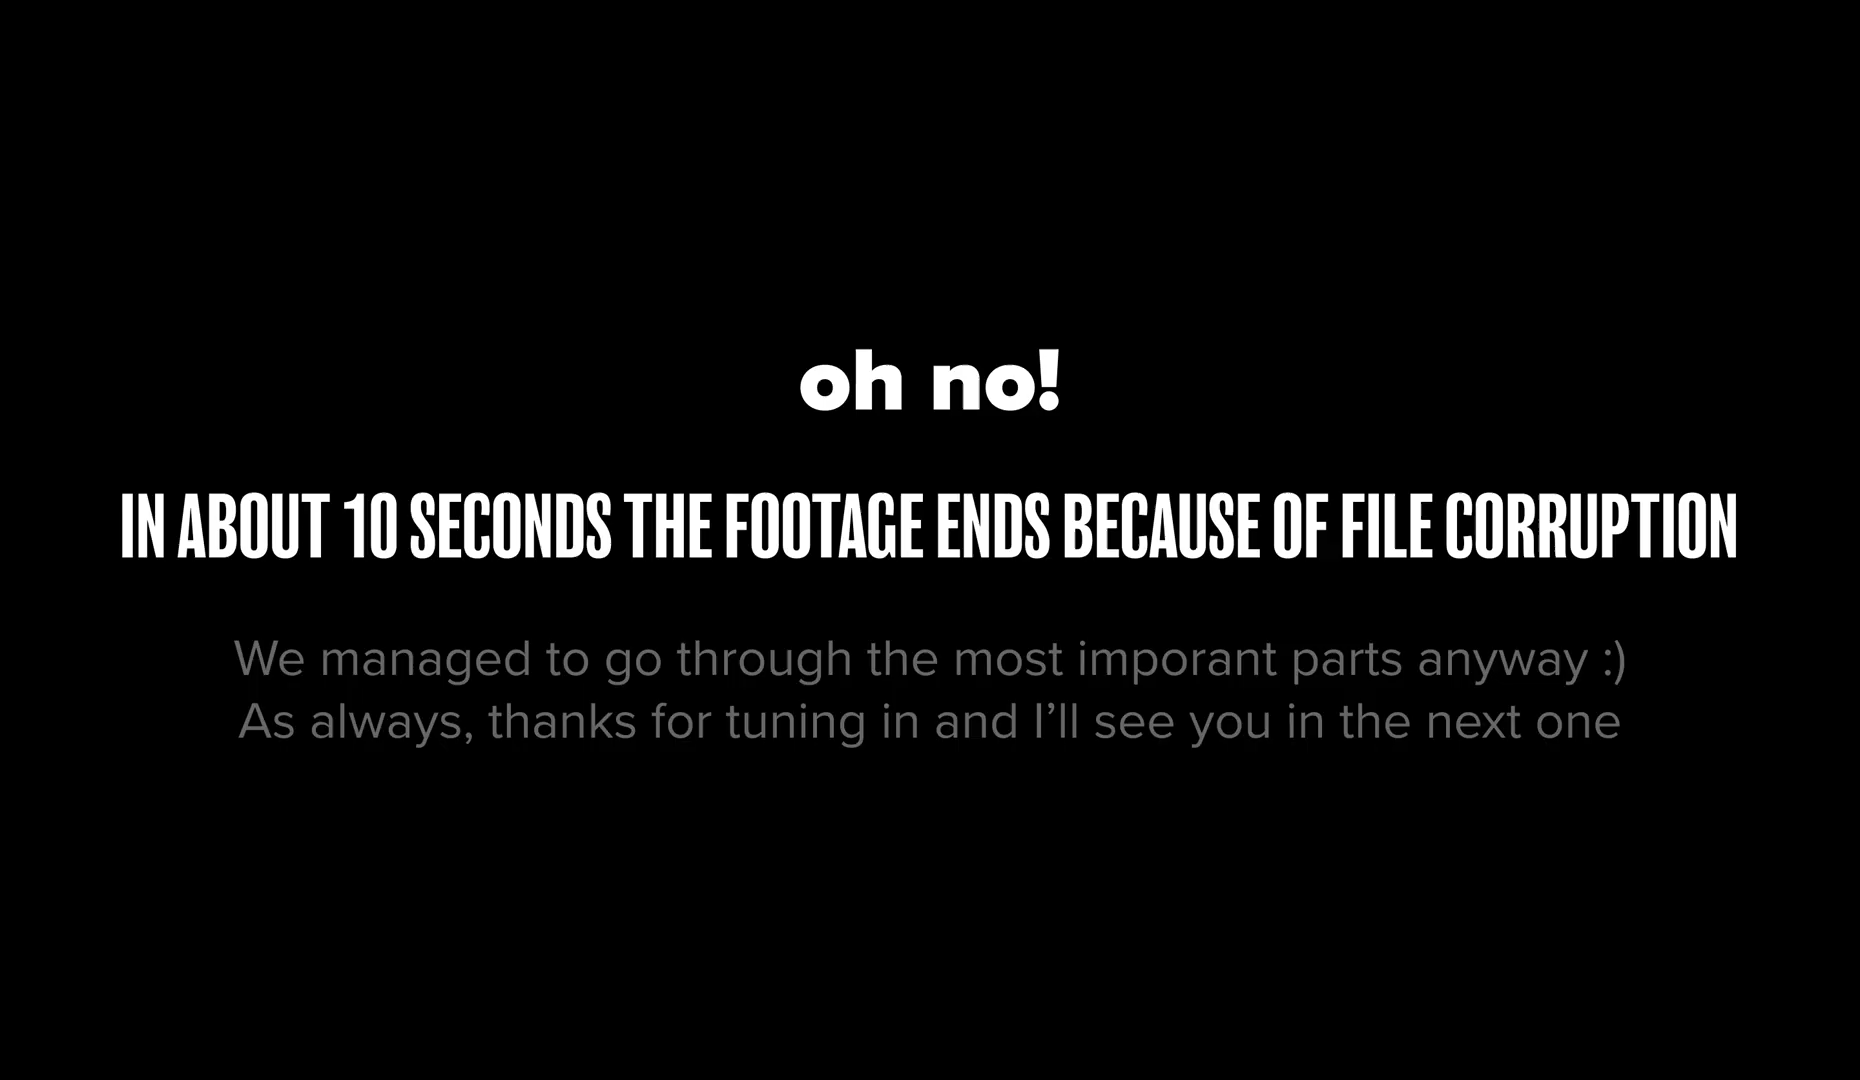 oh no!
IN ABOUT 10 SECONDS THE FOOTAGE ENDS BECAUSE OF FILE CORRUPTION
We managed to go through the most imporant parts anyway :)
As always, thanks for tuning in and I’ll see you in the next one